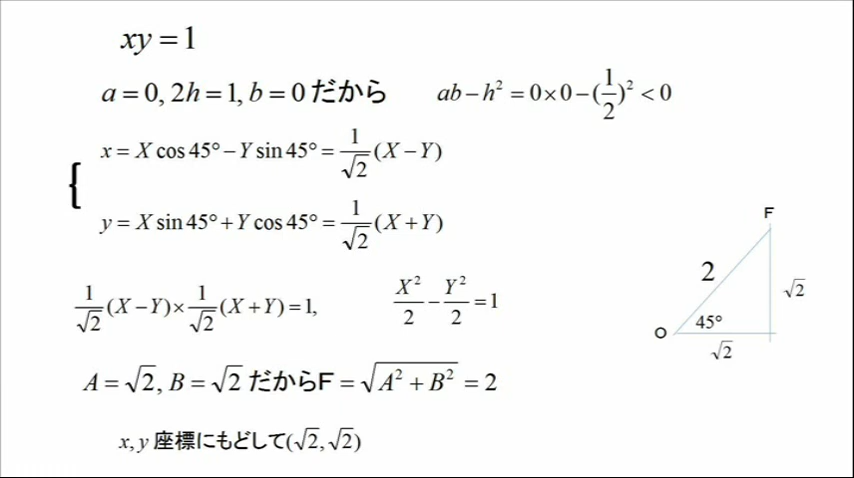 xy = 1
a = 0, 2h = 1, b = 0 だから ab − h² = 0×0 − (1/2)² < 0
{ x = X cos 45° − Y sin 45° = 1/√2 (X − Y)
y = X sin 45° + Y cos 45° = 1/√2 (X + Y)
1/√2 (X − Y) × 1/√2 (X + Y) = 1, X²/2 − Y²/2 = 1
A = √2, B = √2 だからF = √(A² + B²) = 2
x, y 座標にもどして(√2, √2)
F
2
√2
O 45°
√2